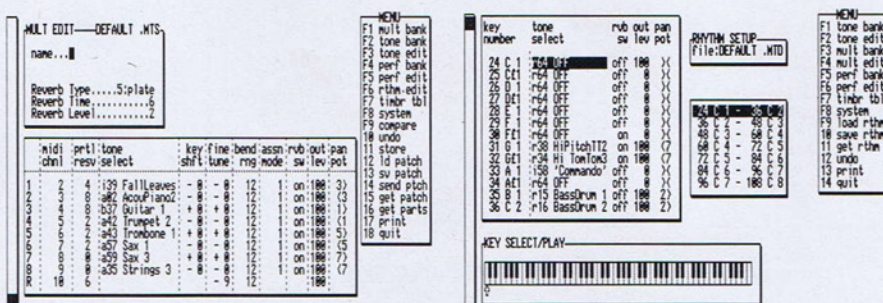 MULT EDIT DEFAULT .MTS
name...
Reverb Type.....5:plate
Reverb Time.........6
Reverb Level........2
midi prtl tone key fine bend assn rvb out pan
chnl resv select shft tune rng mode sw lev pot
1 2 4 i39 FallLeaves - 0 - 0 12 1 on 100 3)
2 3 8 a02 AcouPiano2 - 0 - 0 12 1 on 100 (3
3 4 8 b37 Guitar 1 + 0 + 0 12 1 on 100 1)
4 5 2 a42 Trumpet 2 - 0 - 0 12 1 on 100 (1
5 6 2 a43 Trombone 1 + 0 + 0 12 1 on 100 5)
6 7 2 a57 Sax 1 - 0 - 0 12 1 on 100 (5
7 8 0 a59 Sax 3 + 0 + 0 12 1 on 100 7)
8 9 0 a35 Strings 3 - 0 - 0 12 1 on 100 (7
R 10 6 - 9 12 100
MENU
F1 mult bank
F2 tone bank
F3 tone edit
F4 perf bank
F5 perf edit
F6 rthm.edit
F7 timbr tbl
F8 system
F9 compare
10 undo
11 store
12 ld patch
13 sv patch
14 send ptch
15 get patch
16 get parts
17 print
18 quit
key tone rvb out pan
number select sw lev pot
24 C 1 r64 OFF off 100 )(
25 C£1 r64 OFF off 0 )(
26 D 1 r64 OFF off 0 )(
27 D£1 r64 OFF off 0 )(
28 E 1 r64 OFF off 0 )(
29 F 1 r64 OFF off 0 )(
30 F£1 r64 OFF on 0 )(
31 G 1 r38 HiPitchTT2 on 100 (7
32 G£1 r34 Hi TomTom3 on 100 (7
33 A 1 i58 'Commando' off 0 )(
34 A£1 r64 OFF off 0 )(
35 B 1 r15 BassDrum 1 off 100 2)
36 C 2 r16 BassDrum 2 off 100 2)
RHYTHM SETUP
file:DEFAULT .MTD
24 C 1 - 36 C 2
36 C 2 - 48 C 3
48 C 3 - 60 C 4
60 C 4 - 72 C 5
72 C 5 - 84 C 6
84 C 6 - 96 C 7
96 C 7 - 108 C 8
KEY SELECT/PLAY
MENU
F1 tone bank
F2 tone edit
F3 mult bank
F4 mult edit
F5 perf bank
F6 perf edit
F7 timbr tbl
F8 system
F9 load rthm
10 save rthm
11 get rthm
12 undo
13 print
14 quit